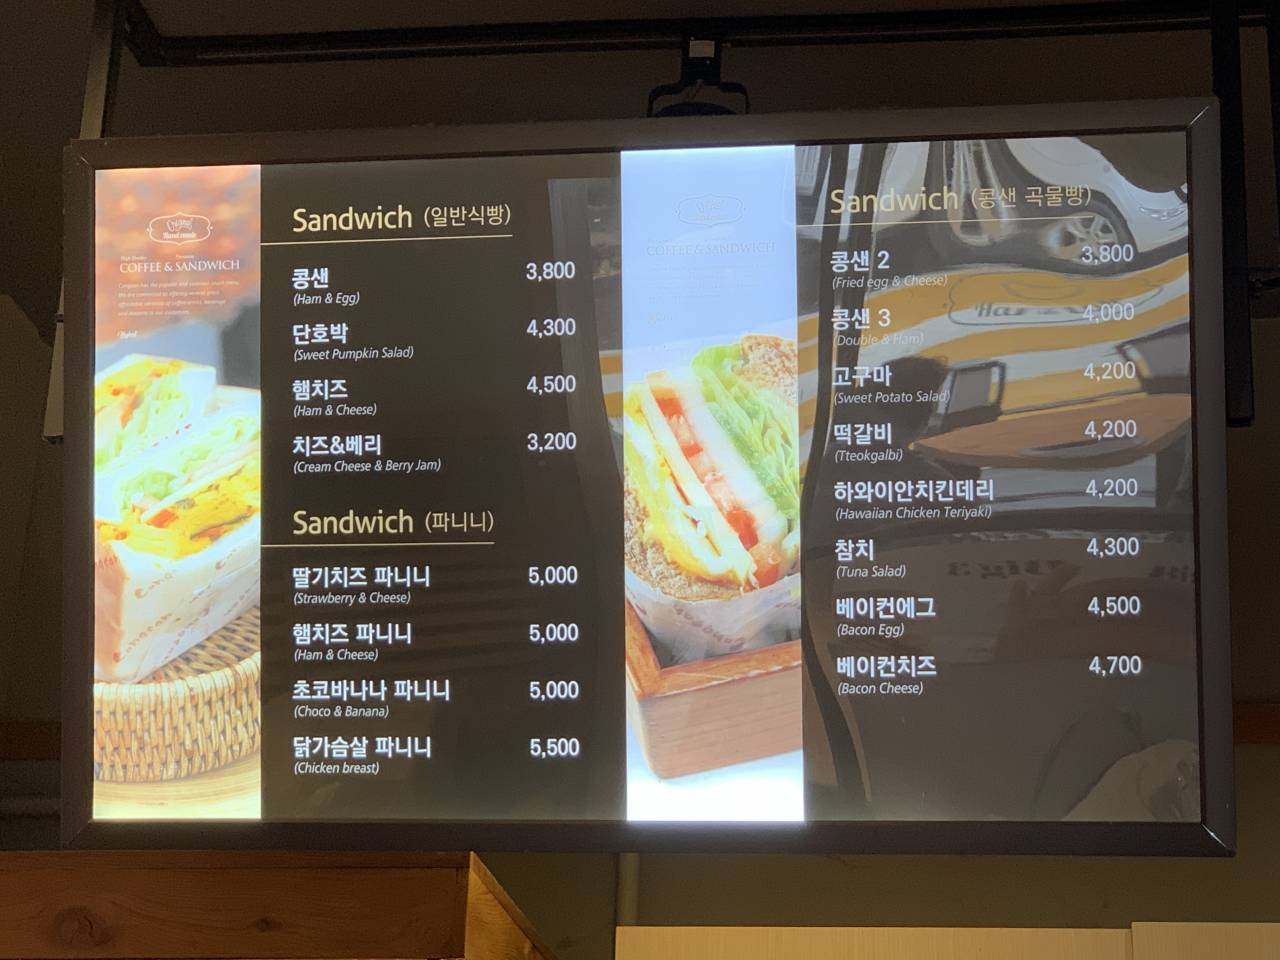 Hand made
COFFEE & SANDWICH
Sandwich (일반식빵)
콩샌 3,800
(Ham & Egg)
단호박 4,300
(Sweet Pumpkin Salad)
햄치즈 4,500
(Ham & Cheese)
치즈&베리 3,200
(Cream Cheese & Berry Jam)
Sandwich (파니니)
딸기치즈 파니니 5,000
(Strawberry & Cheese)
햄치즈 파니니 5,000
(Ham & Cheese)
초코바나나 파니니 5,000
(Choco & Banana)
닭가슴살 파니니 5,500
(Chicken breast)
COFFEE & SANDWICH
Sandwich (콩샌 곡물빵)
콩샌 2 3,800
(Fried egg & Cheese)
콩샌 3 4,000
(Double & Ham)
고구마 4,200
(Sweet Potato Salad)
떡갈비 4,200
(Tteokgalbi)
하와이안치킨데리 4,200
(Hawaiian Chicken Teriyaki)
참치 4,300
(Tuna Salad)
베이컨에그 4,500
(Bacon Egg)
베이컨치즈 4,700
(Bacon Cheese)